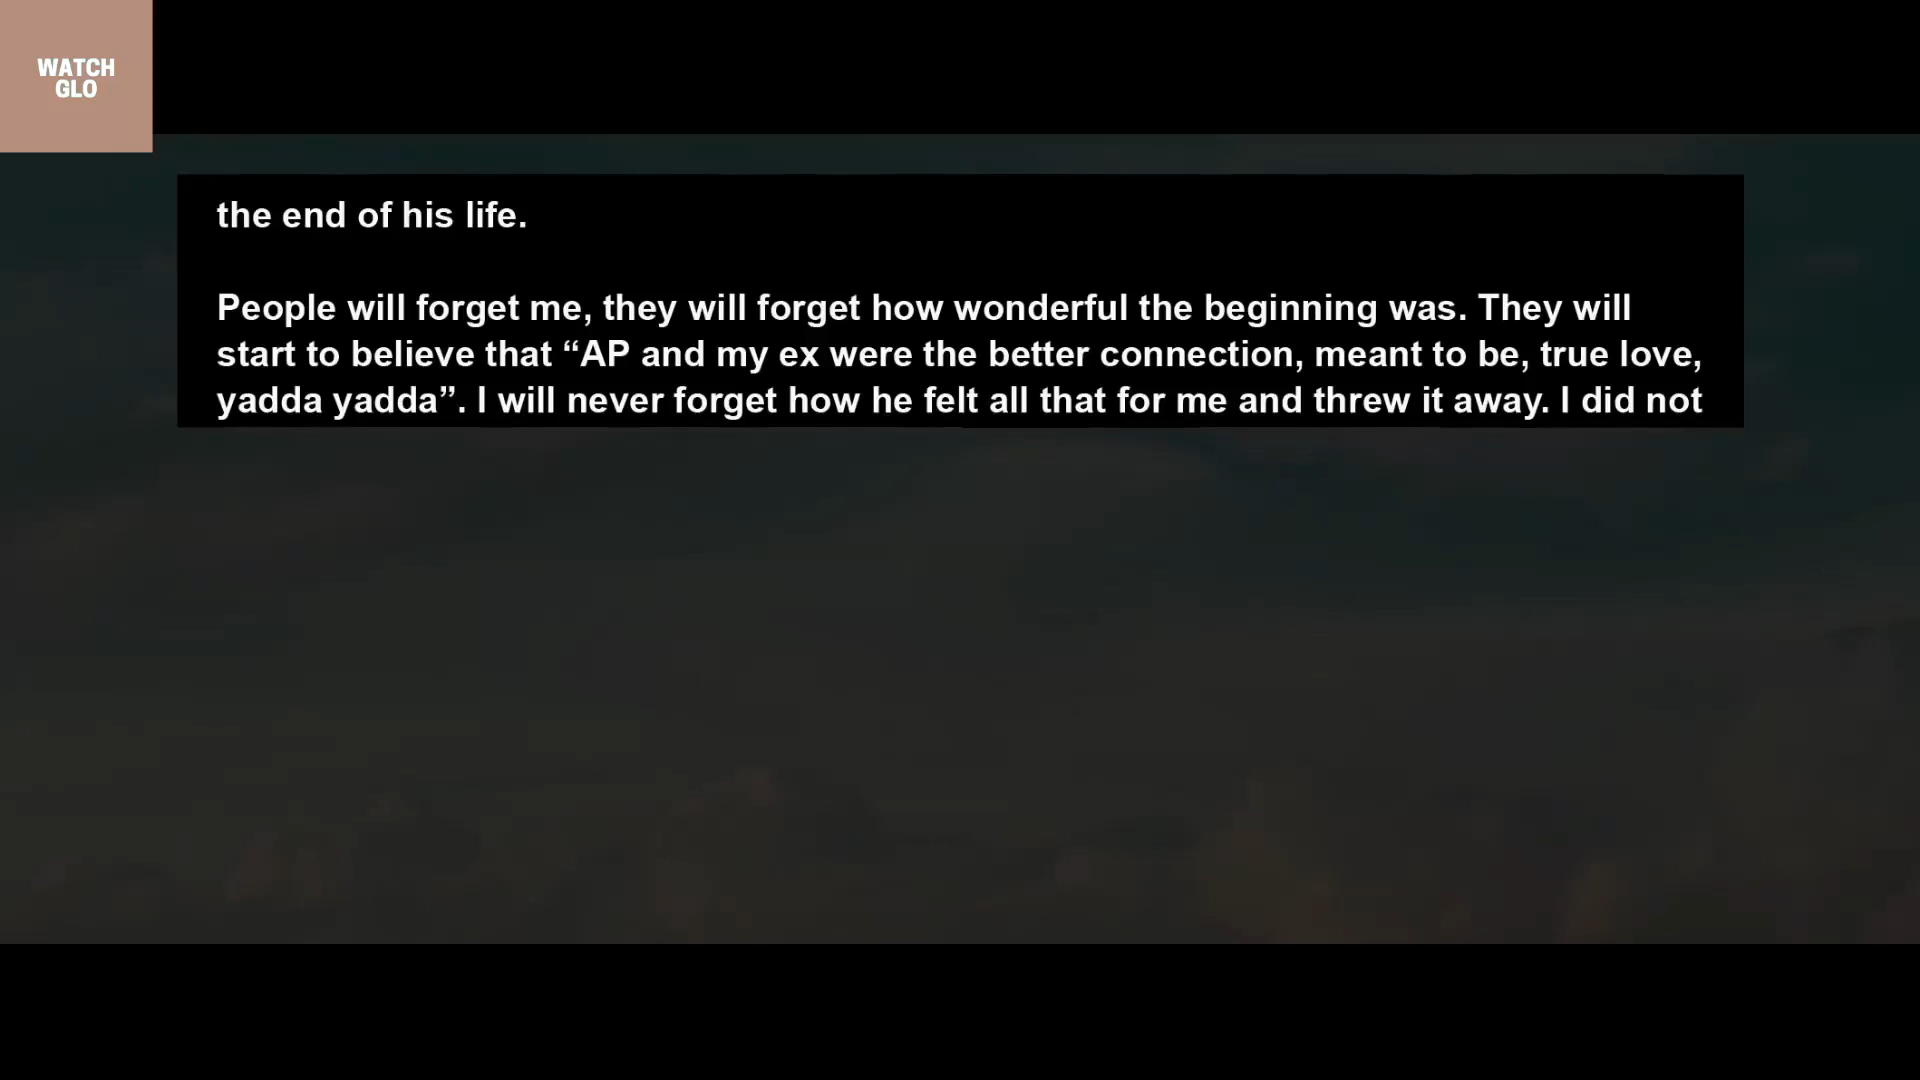 WATCH
GLO
the end of his life.
People will forget me, they will forget how wonderful the beginning was. They will
start to believe that “AP and my ex were the better connection, meant to be, true love,
yadda yadda”. I will never forget how he felt all that for me and threw it away. I did not